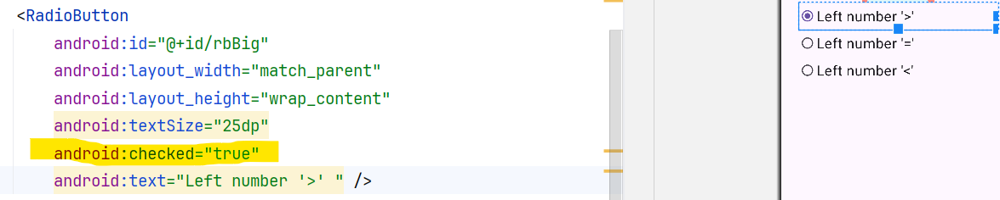 <RadioButton
android:id="@+id/rbBig"
android:layout_width="match_parent"
android:layout_height="wrap_content"
android:textSize="25dp"
android:checked="true"
android:text="Left number '>' " />
Left number '>'
Left number '='
Left number '<'